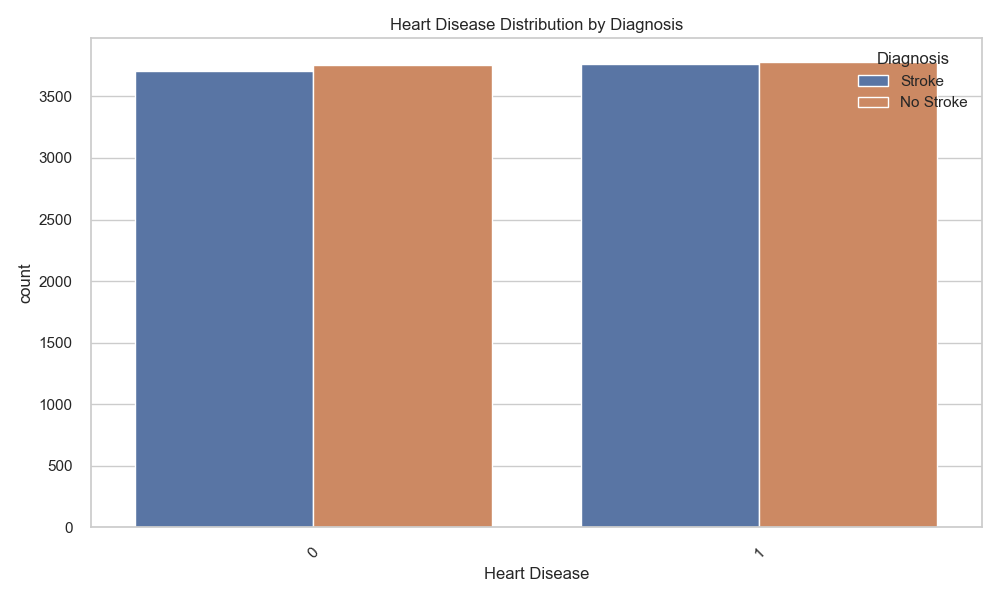 Heart Disease Distribution by Diagnosis
Diagnosis
Stroke
No Stroke
3500
3000
2500
2000
1500
1000
500
0
count
0
1
Heart Disease